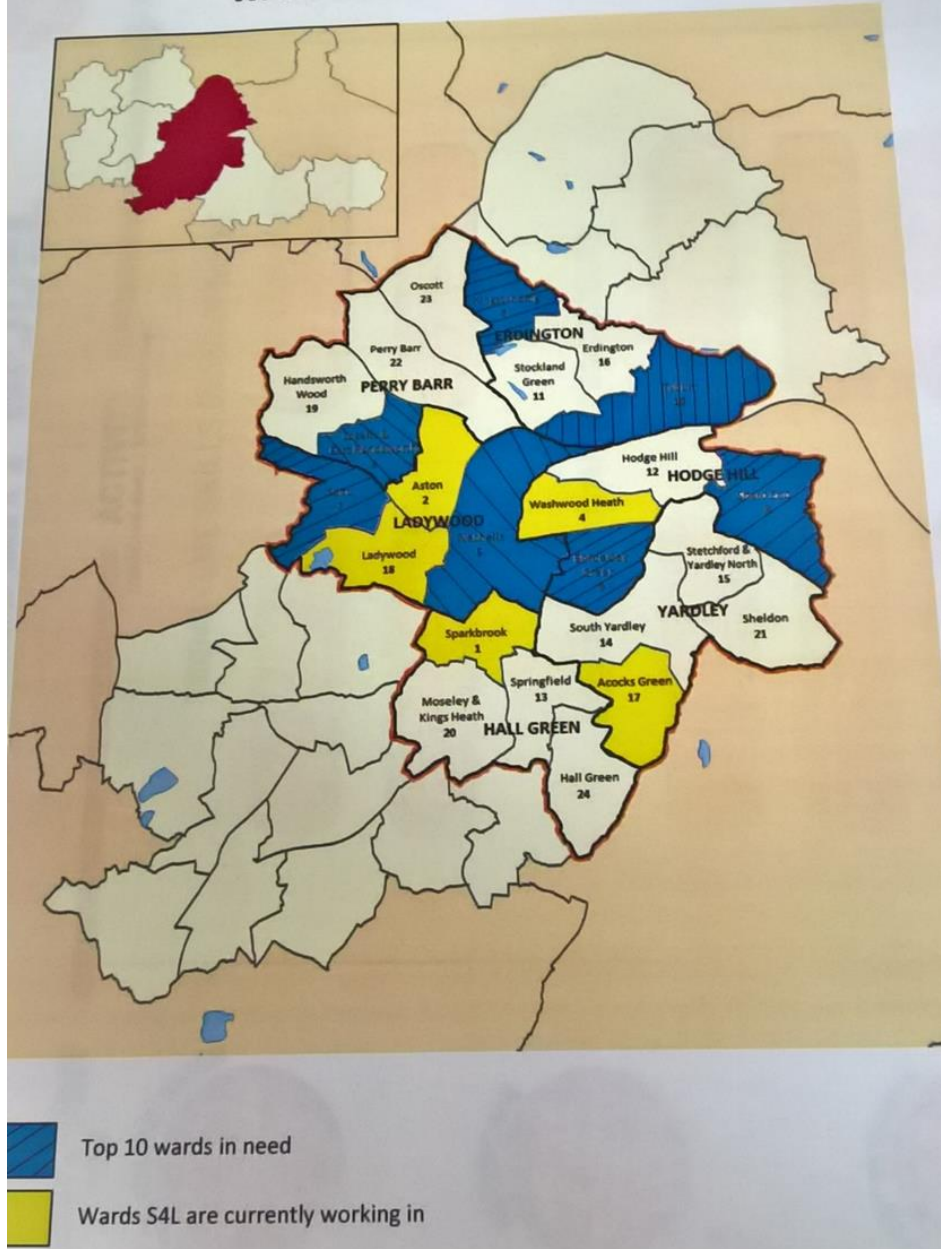 Oscott
23
ERDINGTON
Perry Barr
22
Erdington
16
Stockland
Green
11
Handsworth
Wood
19
PERRY BARR
Hodge Hill
12
HODGE HILL
Aston
2
Washwood Heath
4
LADYWOOD
Ladywood
18
Stetchford &
Yardley North
15
YARDLEY
Sheldon
21
South Yardley
14
Sparkbrook
1
Springfield
13
Acocks Green
17
Moseley &
Kings Heath
20
HALL GREEN
Hall Green
24
Top 10 wards in need
Wards S4L are currently working in